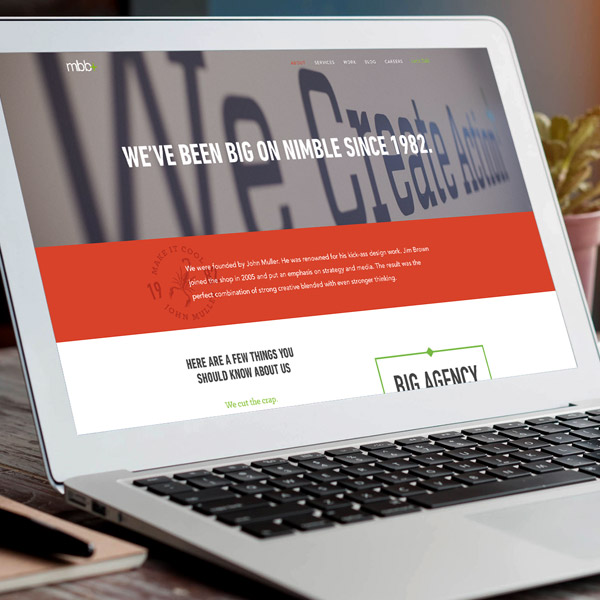 mbb+
ABOUT SERVICES WORK BLOG CAREERS
We Create Action
WE'VE BEEN BIG ON NIMBLE SINCE 1982.
MAKE IT COOL
19
JOHN MULLER
We were founded by John Muller. He was renowned for his kick-ass design work. Jim Brown
joined the shop in 2005 and put an emphasis on strategy and media. The result was the
perfect combination of strong creative blended with even stronger thinking.
HERE ARE A FEW THINGS YOU
SHOULD KNOW ABOUT US
We cut the crap.
BIG AGENCY